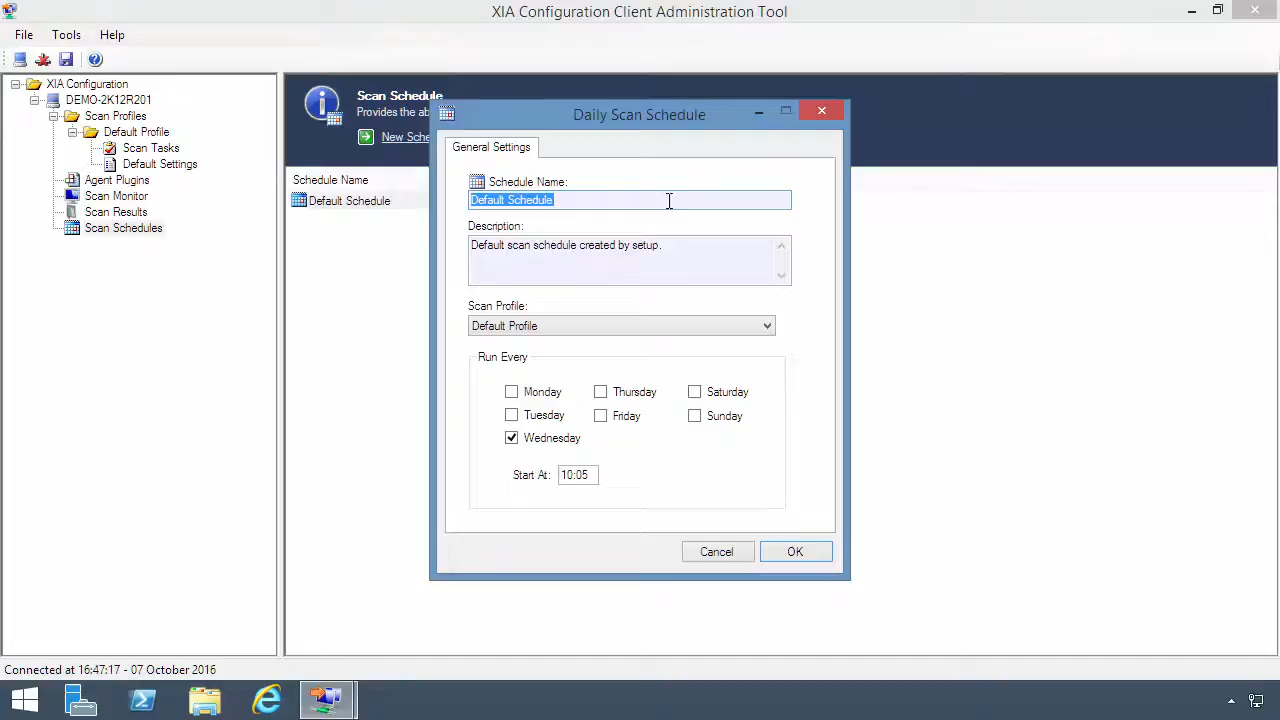 XIA Configuration Client Administration Tool
File Tools Help
XIA Configuration
DEMO-2K12R201
Scan Profiles
Default Profile
Scan Tasks
Default Settings
Agent Plugins
Scan Monitor
Scan Results
Scan Schedules
Scan Schedule
Provides the ab
New Sche
Schedule Name
Default Schedule
Daily Scan Schedule
General Settings
Schedule Name:
Default Schedule
Description:
Default scan schedule created by setup.
Scan Profile:
Default Profile
Run Every
Monday Thursday Saturday
Tuesday Friday Sunday
Wednesday
Start At: 10:05
Cancel OK
Connected at 16:47:17 - 07 October 2016